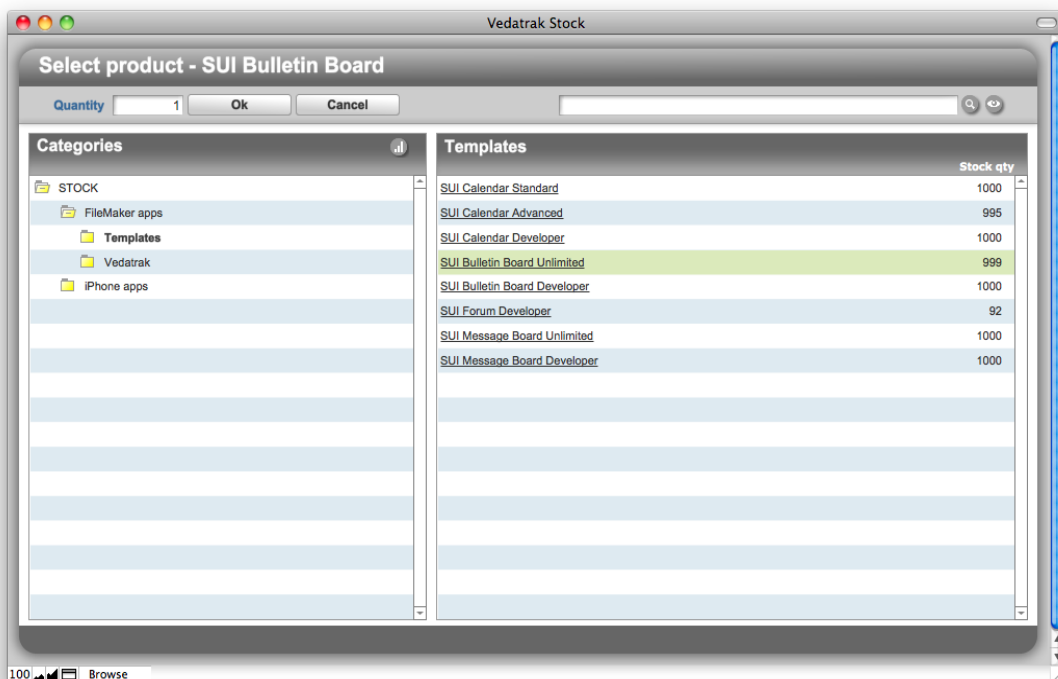 Vedatrak Stock
Select product - SUI Bulletin Board
Quantity 1 Ok Cancel
Categories
STOCK
FileMaker apps
Templates
Vedatrak
iPhone apps
Templates
Stock qty
SUI Calendar Standard 1000
SUI Calendar Advanced 995
SUI Calendar Developer 1000
SUI Bulletin Board Unlimited 999
SUI Bulletin Board Developer 1000
SUI Forum Developer 92
SUI Message Board Unlimited 1000
SUI Message Board Developer 1000
100 Browse